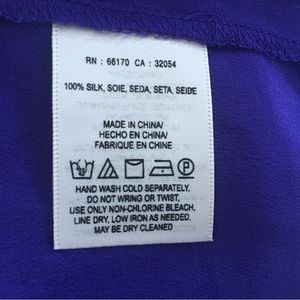 RN : 66170 CA : 32054
100% SILK, SOIE, SEDA, SETA, SEIDE
MADE IN CHINA/
HECHO EN CHINA/
FABRIQUE EN CHINE
P
HAND WASH COLD SEPARATELY.
DO NOT WRING OR TWIST,
USE ONLY NON-CHLORINE BLEACH.
LINE DRY, LOW IRON AS NEEDED,
MAY BE DRY CLEANED